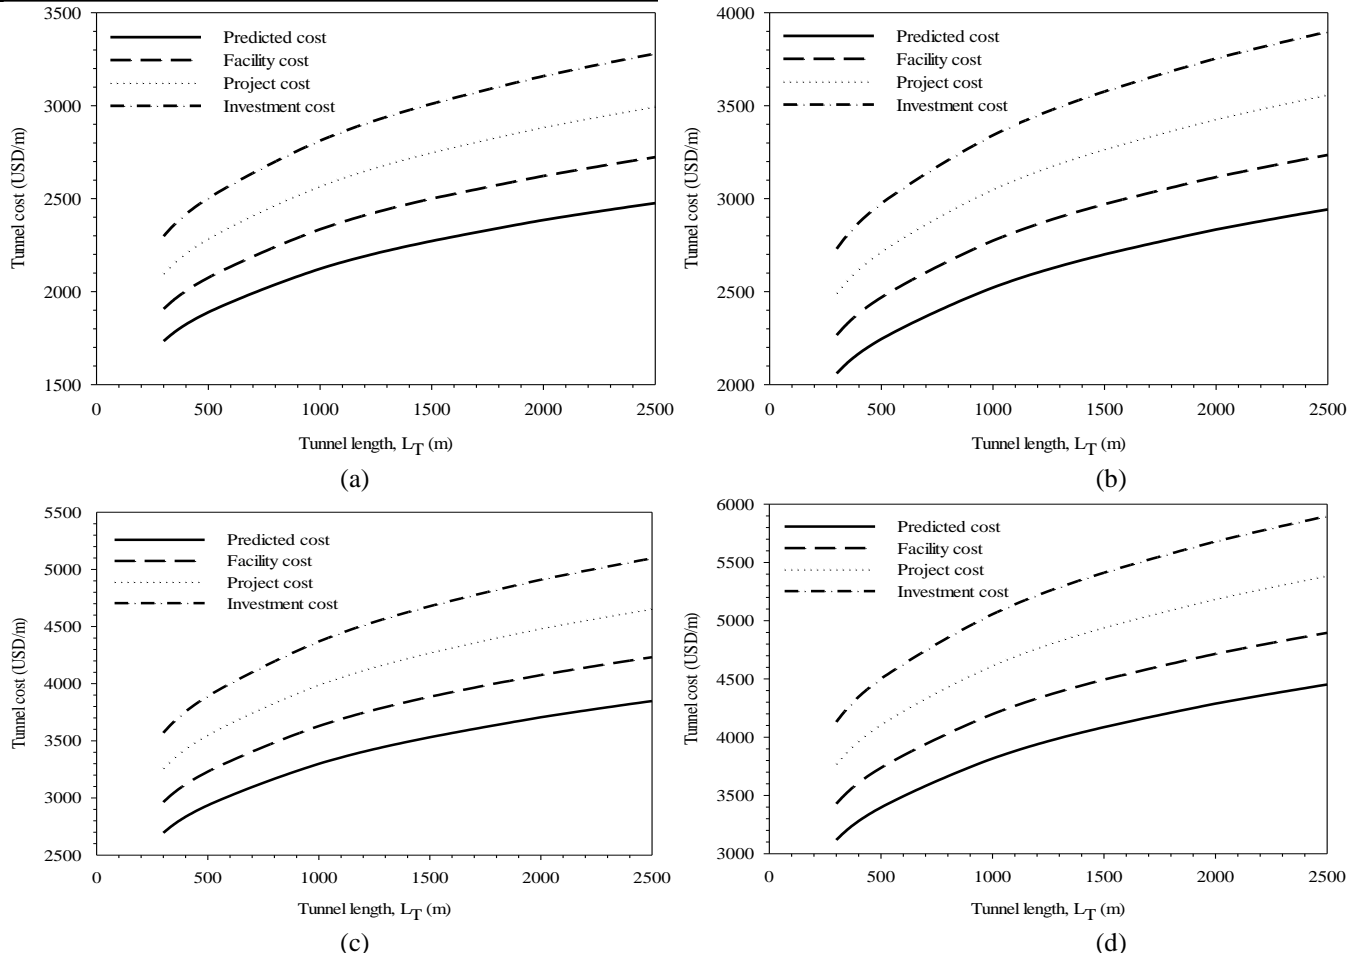 3500
3000
2500
2000
1500
Tunnel cost (USD/m)
Predicted cost
Facility cost
Project cost
Investment cost
0 500 1000 1500 2000 2500
Tunnel length, LT (m)
(a)
4000
3500
3000
2500
2000
Tunnel cost (USD/m)
Predicted cost
Facility cost
Project cost
Investment cost
0 500 1000 1500 2000 2500
Tunnel length, LT (m)
(b)
5500
5000
4500
4000
3500
3000
2500
Tunnel cost (USD/m)
Predicted cost
Facility cost
Project cost
Investment cost
0 500 1000 1500 2000 2500
Tunnel length, LT (m)
(c)
6000
5500
5000
4500
4000
3500
3000
Tunnel cost (USD/m)
Predicted cost
Facility cost
Project cost
Investment cost
0 500 1000 1500 2000 2500
Tunnel length, LT (m)
(d)